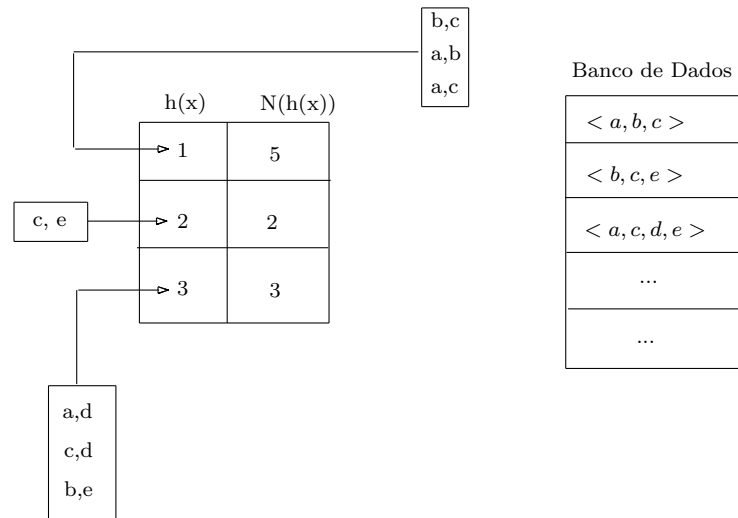 b,c
a,b
a,c
Banco de Dados
h(x) N(h(x))
1 5
c, e
2 2
3 3
a,d
c,d
b,e
< a, b, c >
< b, c, e >
< a, c, d, e >
...
...